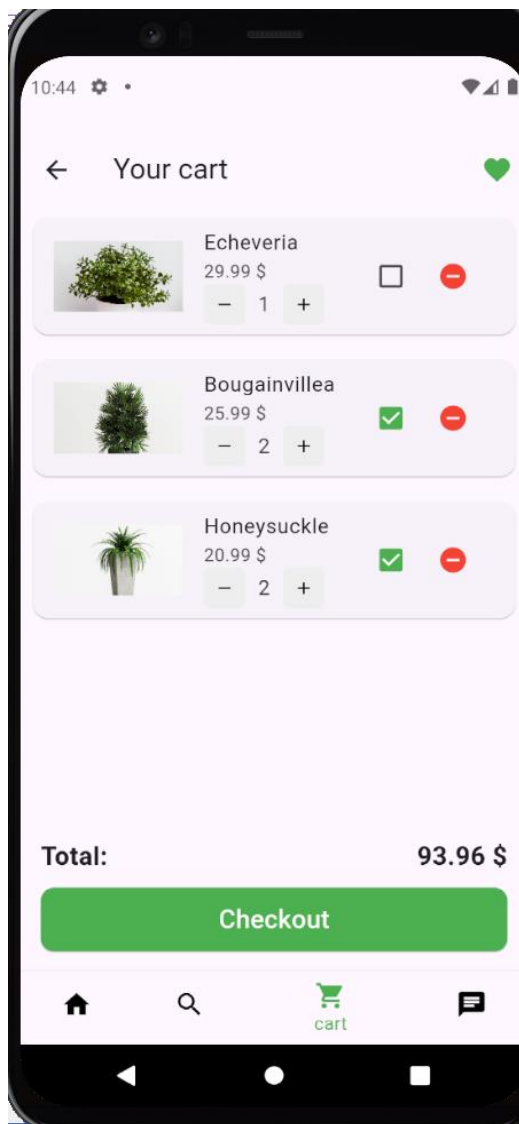 10:44
Your cart
Echeveria
29.99 $
− 1 +
Bougainvillea
25.99 $
− 2 +
Honeysuckle
20.99 $
− 2 +
Total: 93.96 $
Checkout
cart